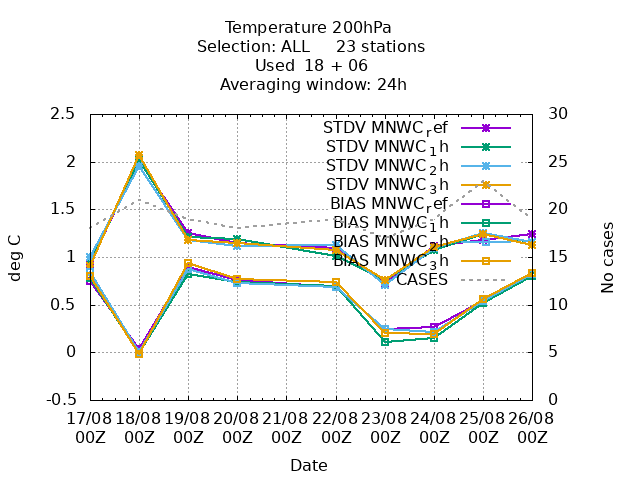 Temperature 200hPa
Selection: ALL     23 stations
Used  18 + 06
Averaging window: 24h
2.5
2
1.5
1
0.5
0
-0.5
30
25
20
15
10
5
0
deg C
No cases
STDV MNWC_ref
STDV MNWC_1h
STDV MNWC_2h
STDV MNWC_3h
BIAS MNWC_ref
BIAS MNWC_1h
BIAS MNWC_2h
BIAS MNWC_3h
CASES
17/08 18/08 19/08 20/08 21/08 22/08 23/08 24/08 25/08 26/08
00Z 00Z 00Z 00Z 00Z 00Z 00Z 00Z 00Z 00Z
Date